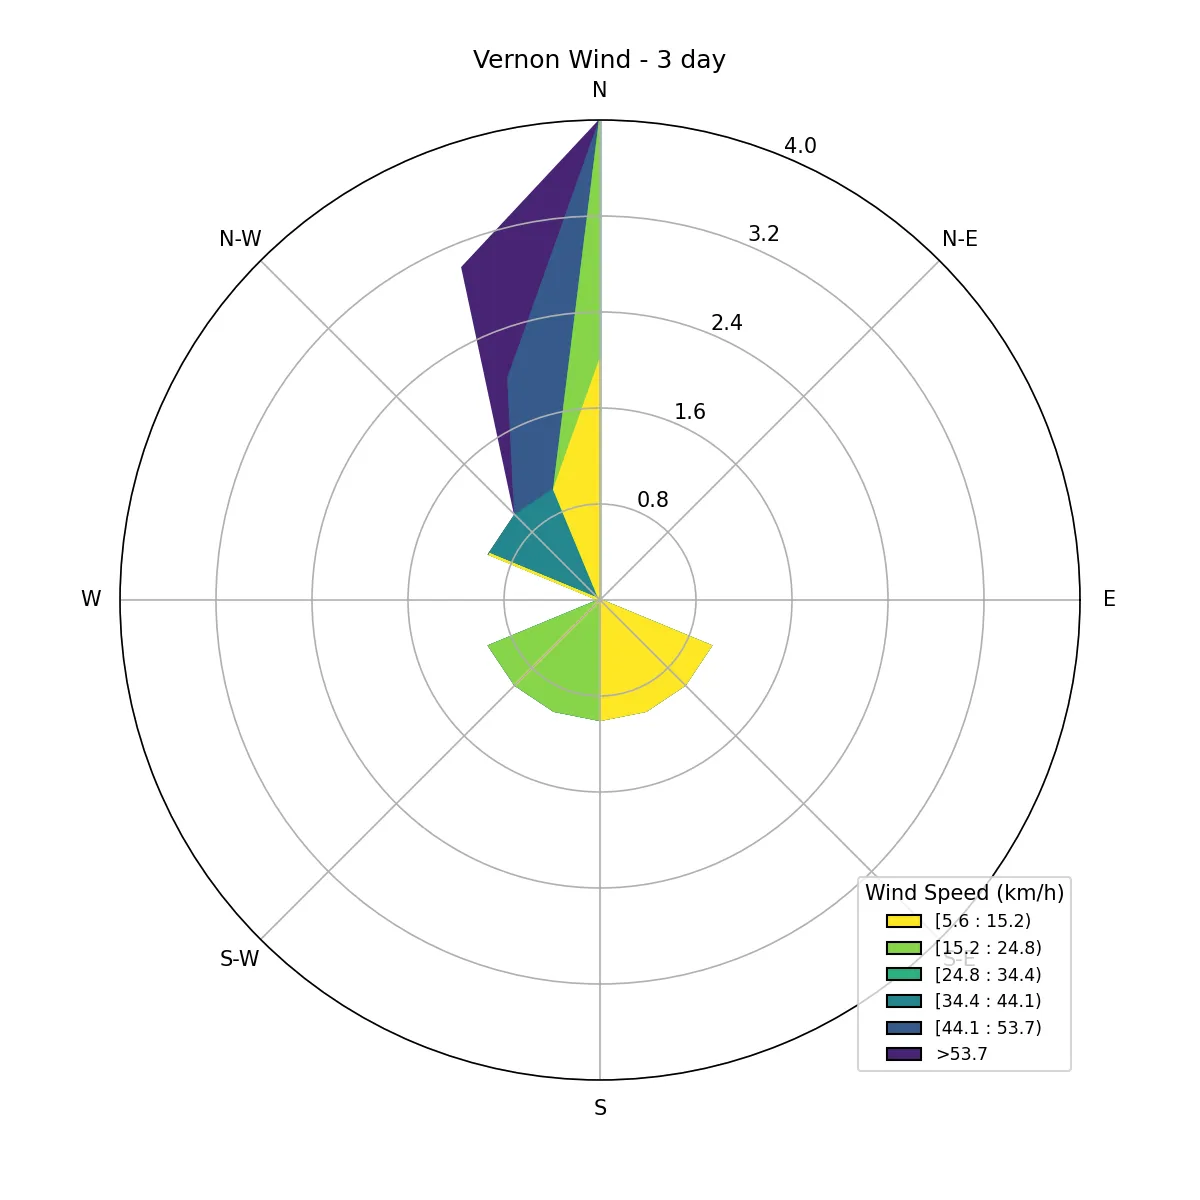 Vernon Wind - 3 day
N
4.0
N-W
N-E
3.2
2.4
1.6
0.8
W
E
Wind Speed (km/h)
[5.6 : 15.2)
[15.2 : 24.8)
[24.8 : 34.4)
[34.4 : 44.1)
[44.1 : 53.7)
>53.7
S-W
S-E
S